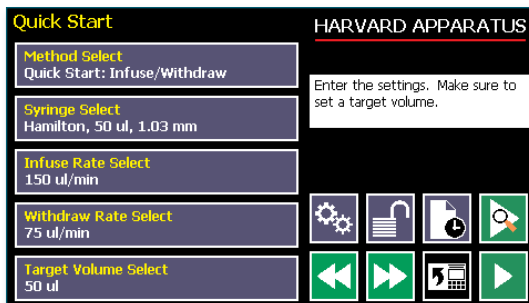 Quick Start
Method Select
Quick Start: Infuse/Withdraw
Syringe Select
Hamilton, 50 ul, 1.03 mm
Infuse Rate Select
150 ul/min
Withdraw Rate Select
75 ul/min
Target Volume Select
50 ul
HARVARD APPARATUS
Enter the settings. Make sure to
set a target volume.